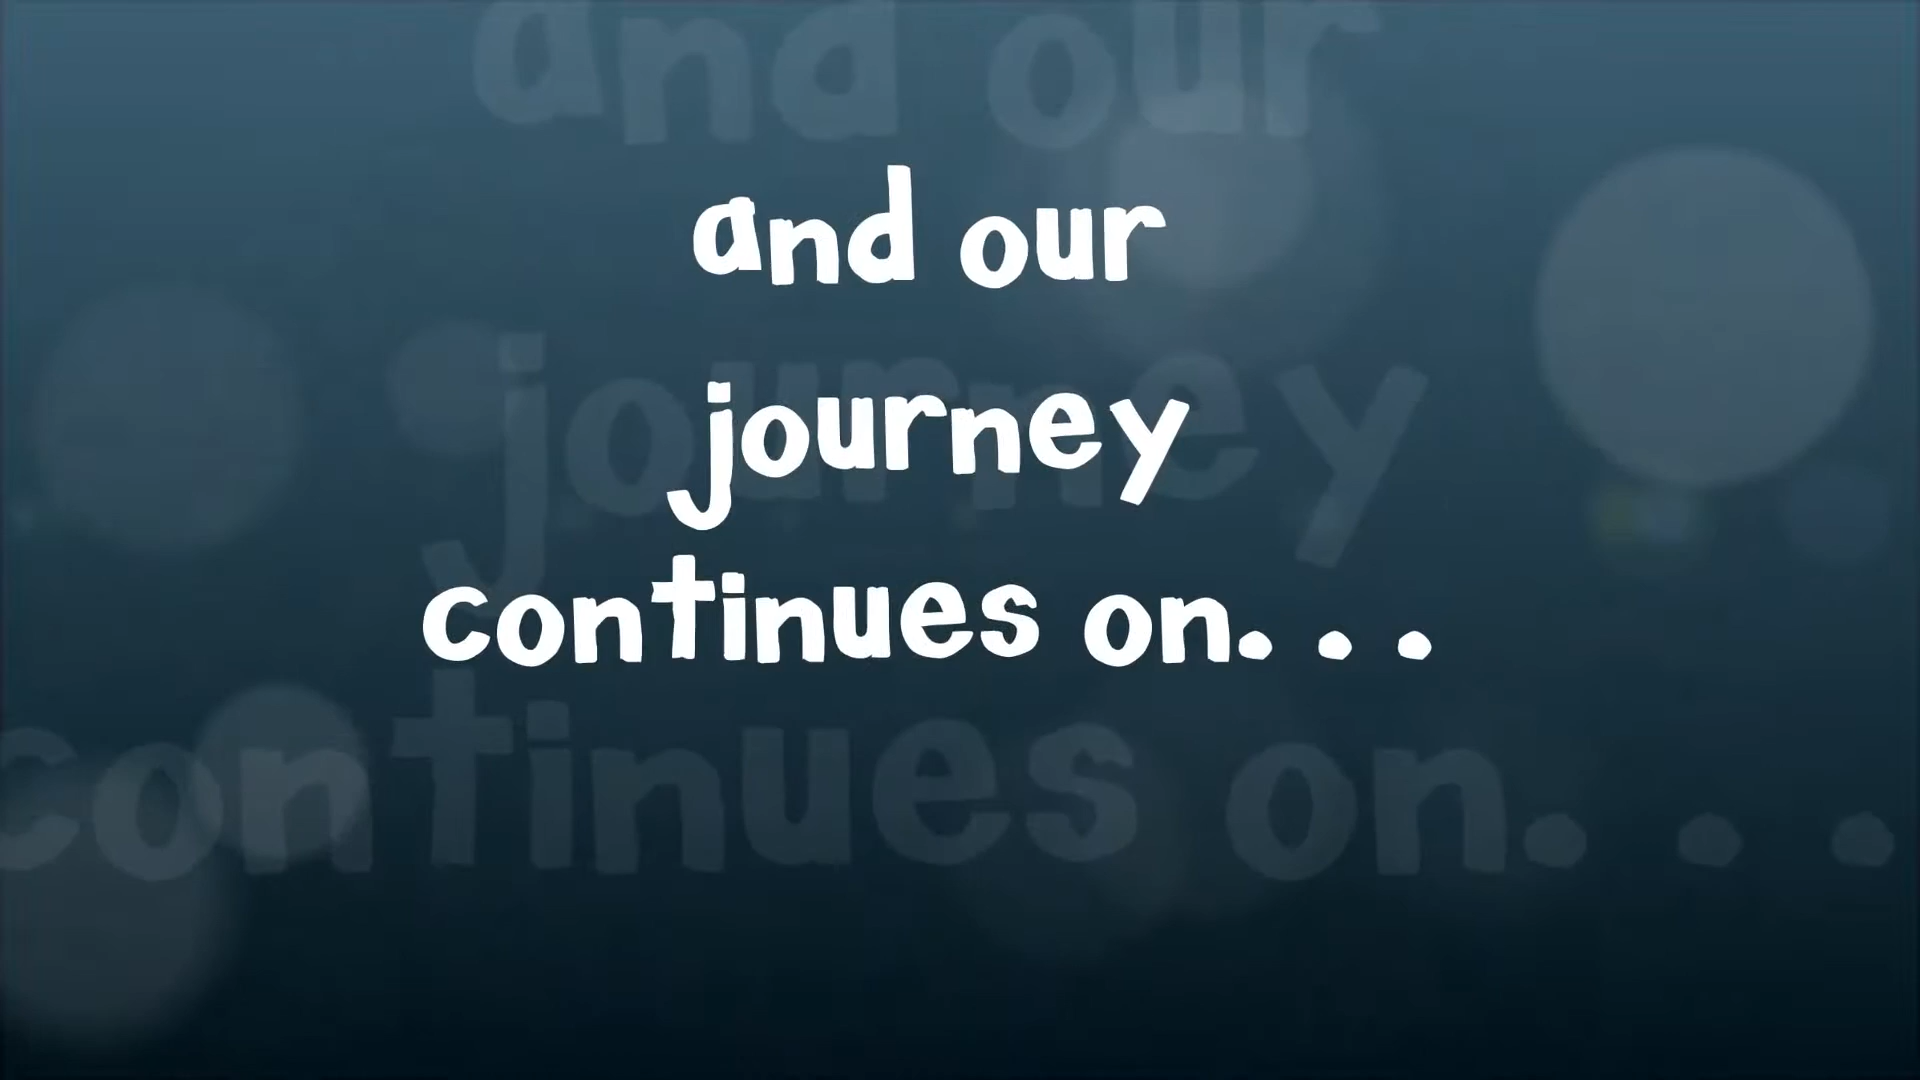 and our
journey
continues on. . .